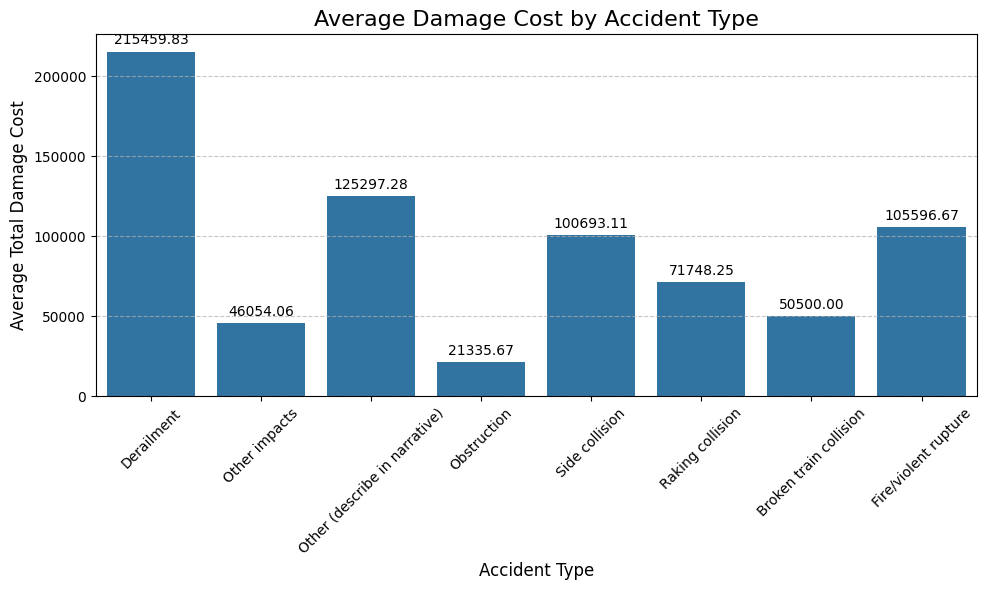 Average Damage Cost by Accident Type
Average Total Damage Cost
200000
150000
100000
50000
0
215459.83
46054.06
125297.28
21335.67
100693.11
71748.25
50500.00
105596.67
Derailment
Other impacts
Other (describe in narrative)
Obstruction
Side collision
Raking collision
Broken train collision
Fire/violent rupture
Accident Type